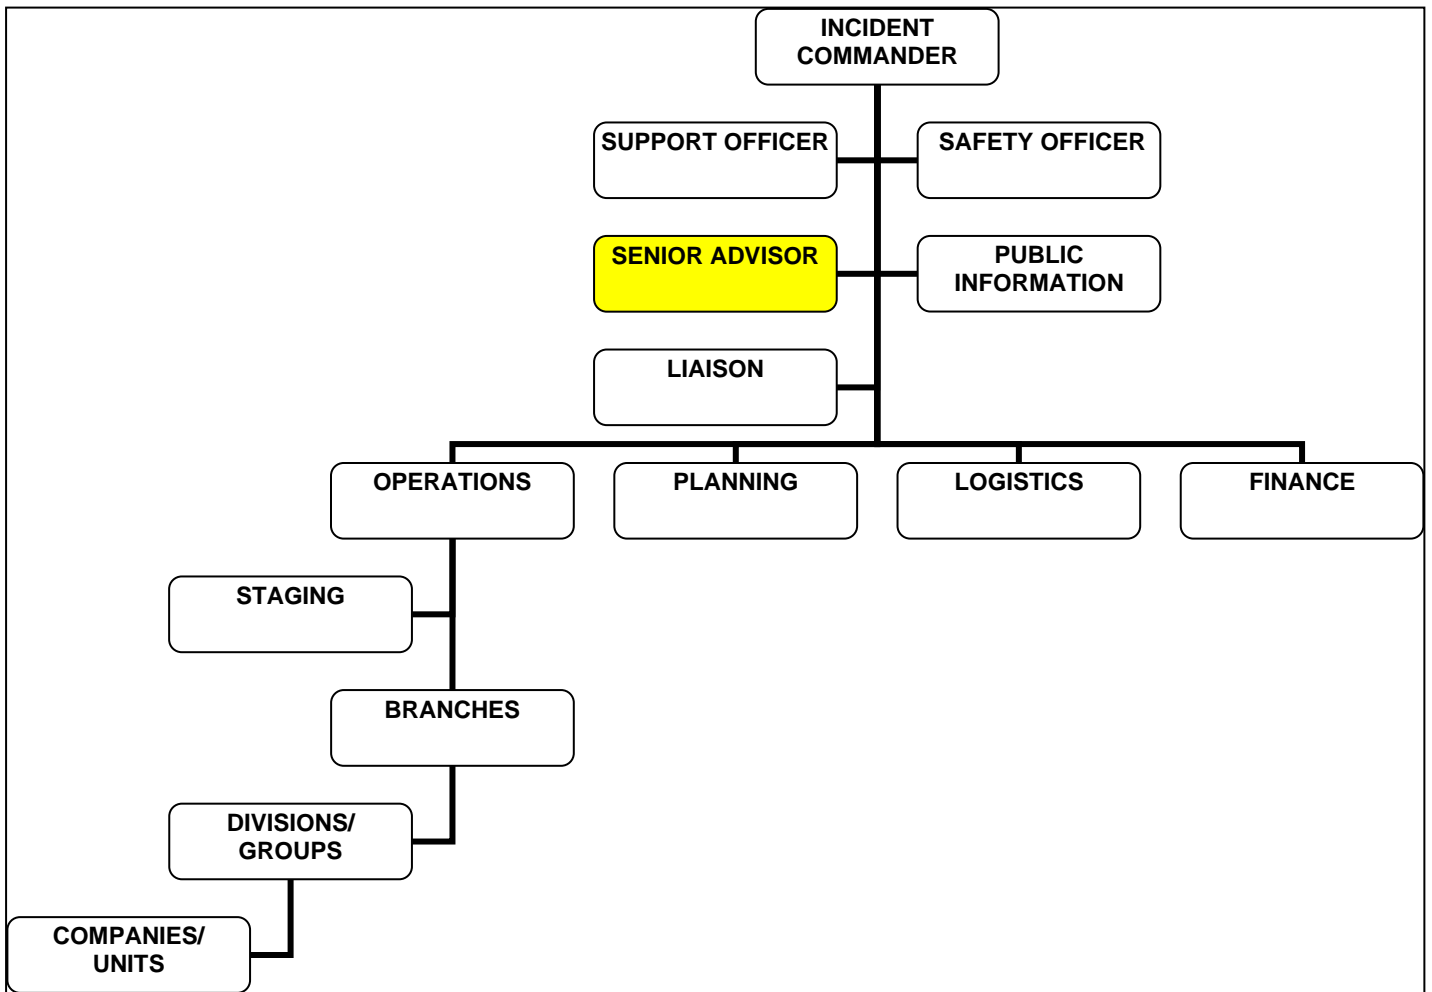 INCIDENT
COMMANDER
SUPPORT OFFICER
SAFETY OFFICER
SENIOR ADVISOR
PUBLIC
INFORMATION
LIAISON
OPERATIONS
PLANNING
LOGISTICS
FINANCE
STAGING
BRANCHES
DIVISIONS/
GROUPS
COMPANIES/
UNITS